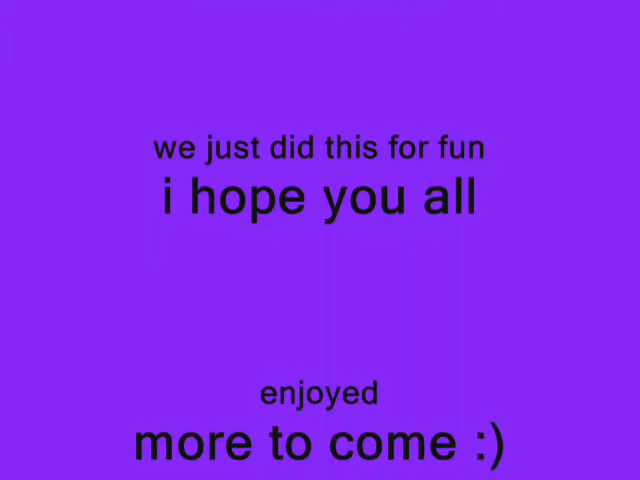 we just did this for fun
i hope you all
enjoyed
more to come :)